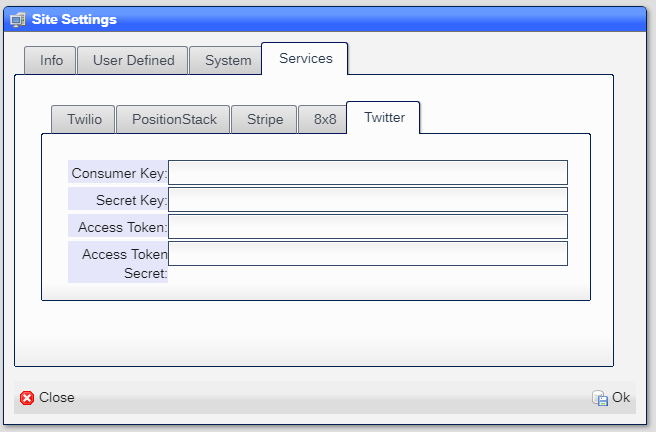 Site Settings
Info User Defined System Services
Twilio PositionStack Stripe 8x8 Twitter
Consumer Key:
Secret Key:
Access Token:
Access Token
Secret:
Close Ok